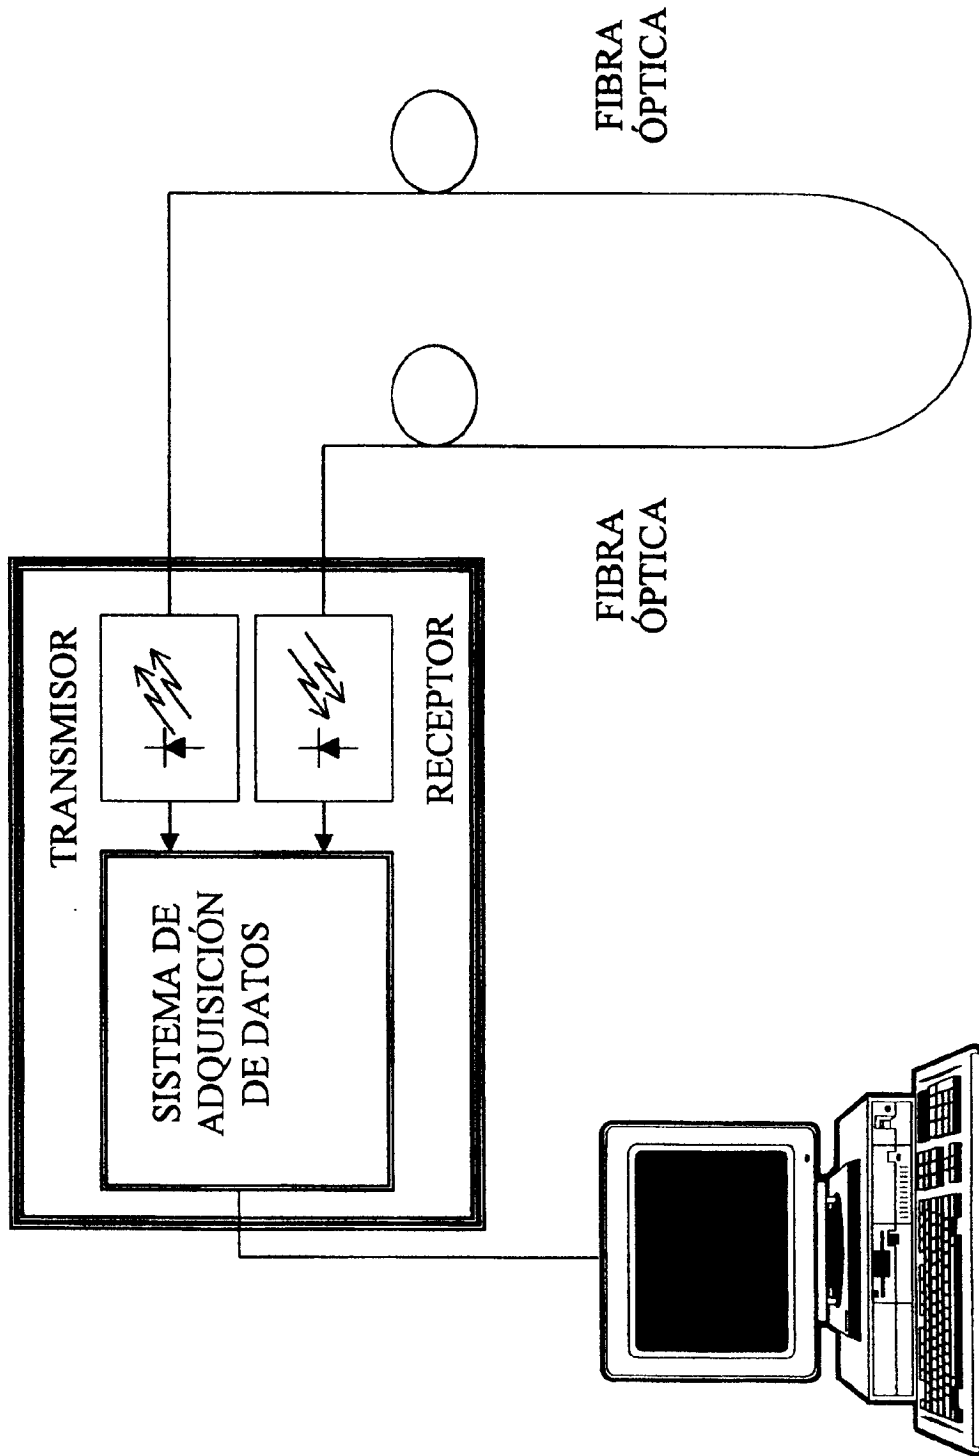 TRANSMISOR
SISTEMA DE
ADQUISICIÓN
DE DATOS
RECEPTOR
FIBRA
ÓPTICA
FIBRA
ÓPTICA